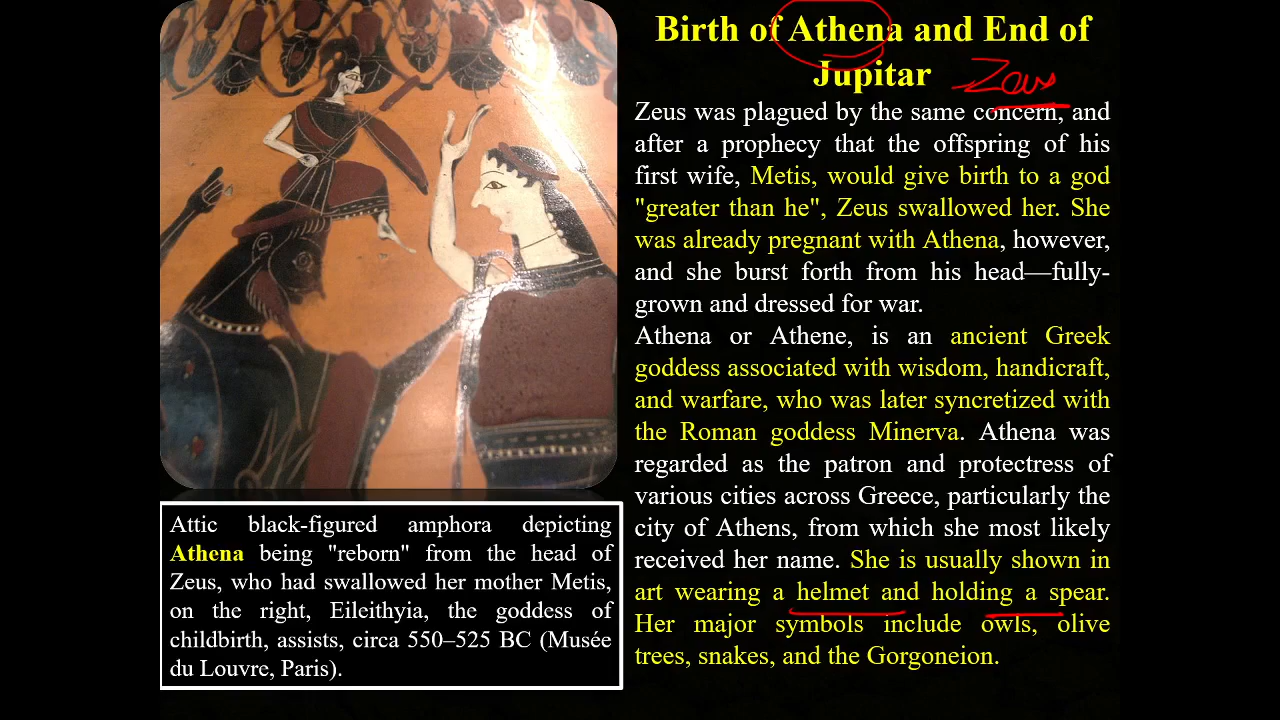 Birth of Athena and End of
Jupitar Zeus
Zeus was plagued by the same concern, and
after a prophecy that the offspring of his
first wife, Metis, would give birth to a god
"greater than he", Zeus swallowed her. She
was already pregnant with Athena, however,
and she burst forth from his head—fully-
grown and dressed for war.
Athena or Athene, is an ancient Greek
goddess associated with wisdom, handicraft,
and warfare, who was later syncretized with
the Roman goddess Minerva. Athena was
regarded as the patron and protectress of
various cities across Greece, particularly the
city of Athens, from which she most likely
received her name. She is usually shown in
art wearing a helmet and holding a spear.
Her major symbols include owls, olive
trees, snakes, and the Gorgoneion.
Attic black-figured amphora depicting
Athena being "reborn" from the head of
Zeus, who had swallowed her mother Metis,
on the right, Eileithyia, the goddess of
childbirth, assists, circa 550–525 BC (Musée
du Louvre, Paris).